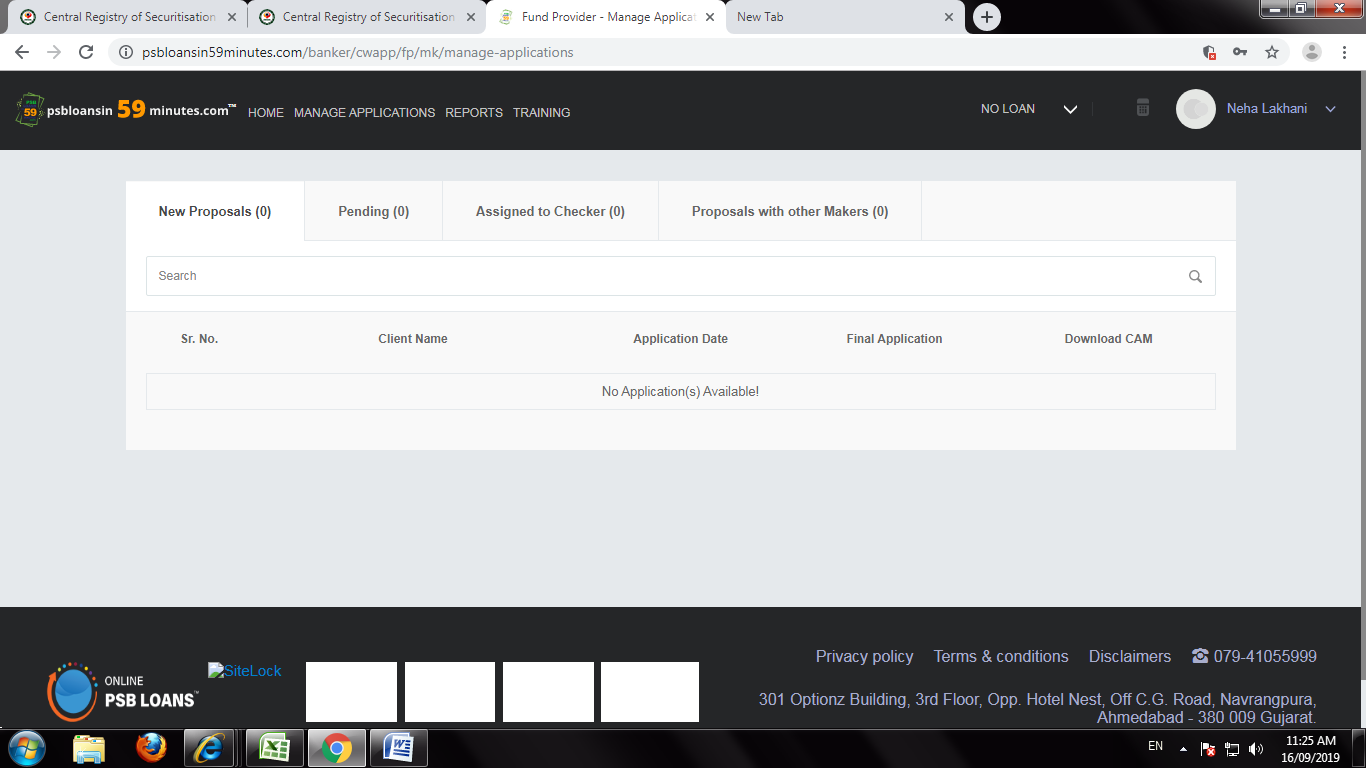 Central Registry of Securitisation
Central Registry of Securitisation
Fund Provider - Manage Applicat
New Tab
psbloansin59minutes.com/banker/cwapp/fp/mk/manage-applications
PSB
59
psbloansin 59 minutes.com™
HOME MANAGE APPLICATIONS REPORTS TRAINING
NO LOAN
Neha Lakhani
New Proposals (0)
Pending (0)
Assigned to Checker (0)
Proposals with other Makers (0)
Search
Sr. No.
Client Name
Application Date
Final Application
Download CAM
No Application(s) Available!
ONLINE
PSB LOANS™
SiteLock
Privacy policy
Terms & conditions
Disclaimers
079-41055999
301 Optionz Building, 3rd Floor, Opp. Hotel Nest, Off C.G. Road, Navrangpura,
Ahmedabad - 380 009 Gujarat.
EN
11:25 AM
16/09/2019